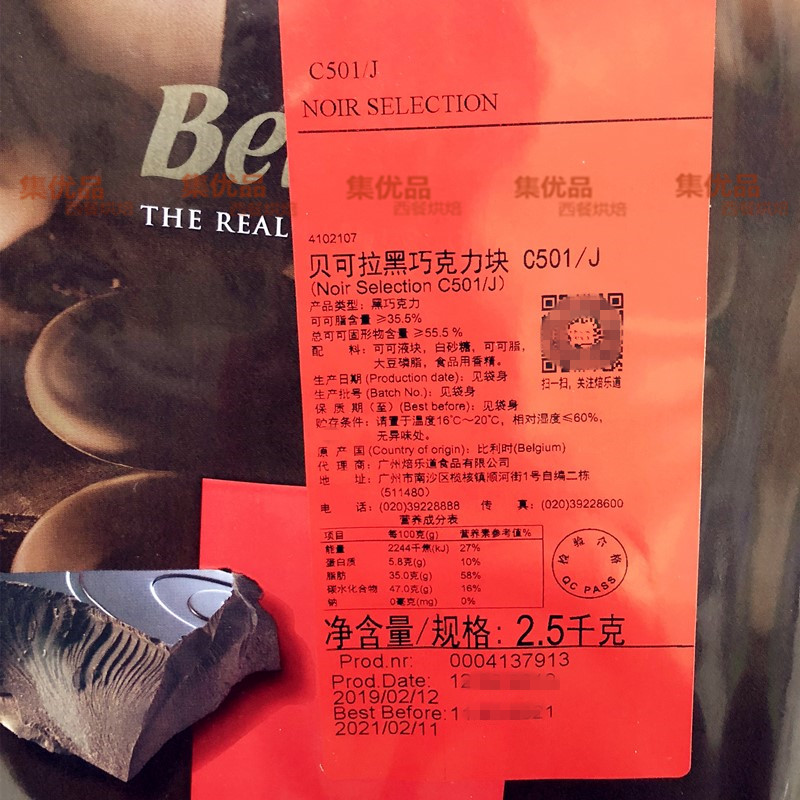 C501/J
NOIR SELECTION
Bel
THE REAL
集优品 集优品 集优品 集优品 集优品
西餐烘焙 西餐烘焙 西餐烘焙 西餐烘焙
4102107
贝可拉黑巧克力块 C501/J
(Noir Selection C501/J)
产品类型：黑巧克力
可可脂含量 ≥35.5%
总可可固形物含量 ≥55.5 %
配 料：可可液块，白砂糖，可可脂，
大豆磷脂，食品用香精。
扫一扫，关注焙乐道
生产日期 (Production date)：见袋身
生产批号 (Batch No.)：见袋身
保 质 期（至）(Best before)：见袋身
贮存条件：请置于温度16℃～20℃，相对湿度≤60%，
无异味处。
原 产 国 (Country of origin)：比利时(Belgium)
代 理 商：广州焙乐道食品有限公司
地 址：广州市南沙区榄核镇顺河街1号自编二栋
(511480)
电 话：(020)39228888 传 真：(020)39228600
营养成分表
项目 每100克(g) 营养素参考值%
能量 2244千焦(kJ) 27%
蛋白质 5.8克(g) 10%
脂肪 35.0克(g) 58%
碳水化合物 47.0克(g) 16%
钠 0毫克(mg) 0%
检验合格
QC PASS
净含量/规格：2.5千克
Prod.nr: 0004137913
Prod.Date: 12
2019/02/12
Best Before: 1 21
2021/02/11